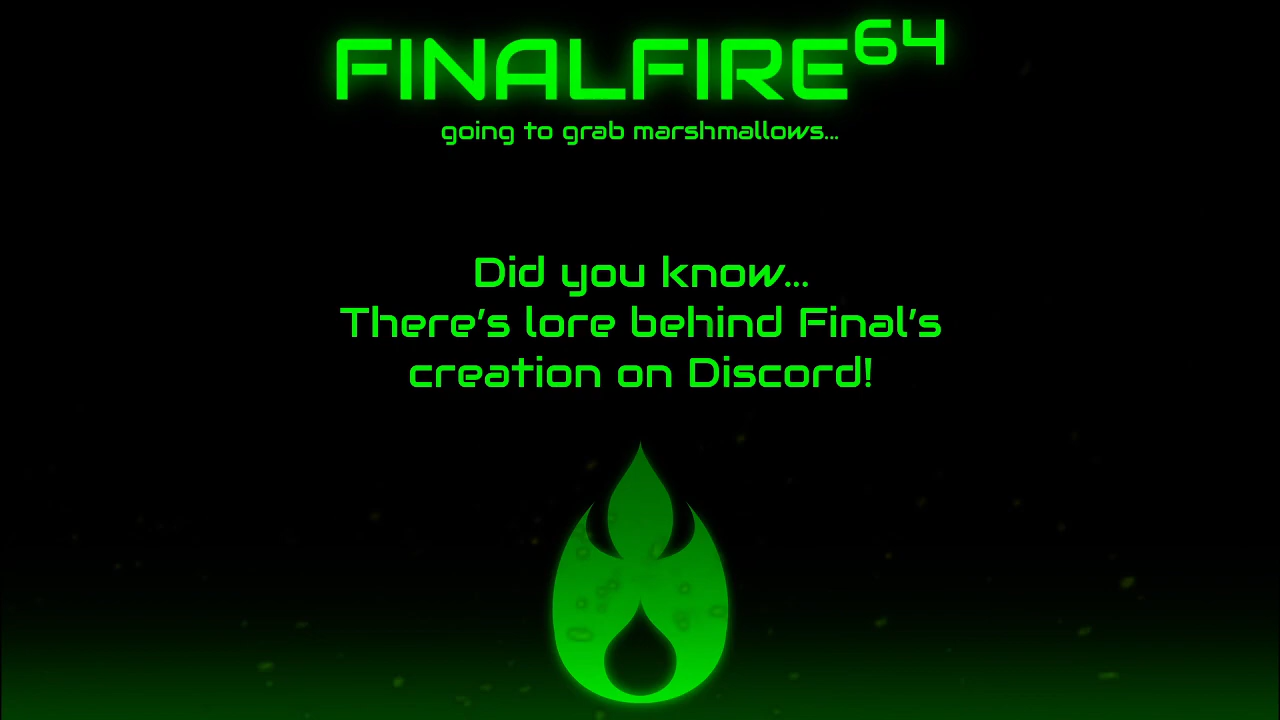 FINALFIRE64
going to grab marshmallows...
Did you know...
There's lore behind Final's
creation on Discord!